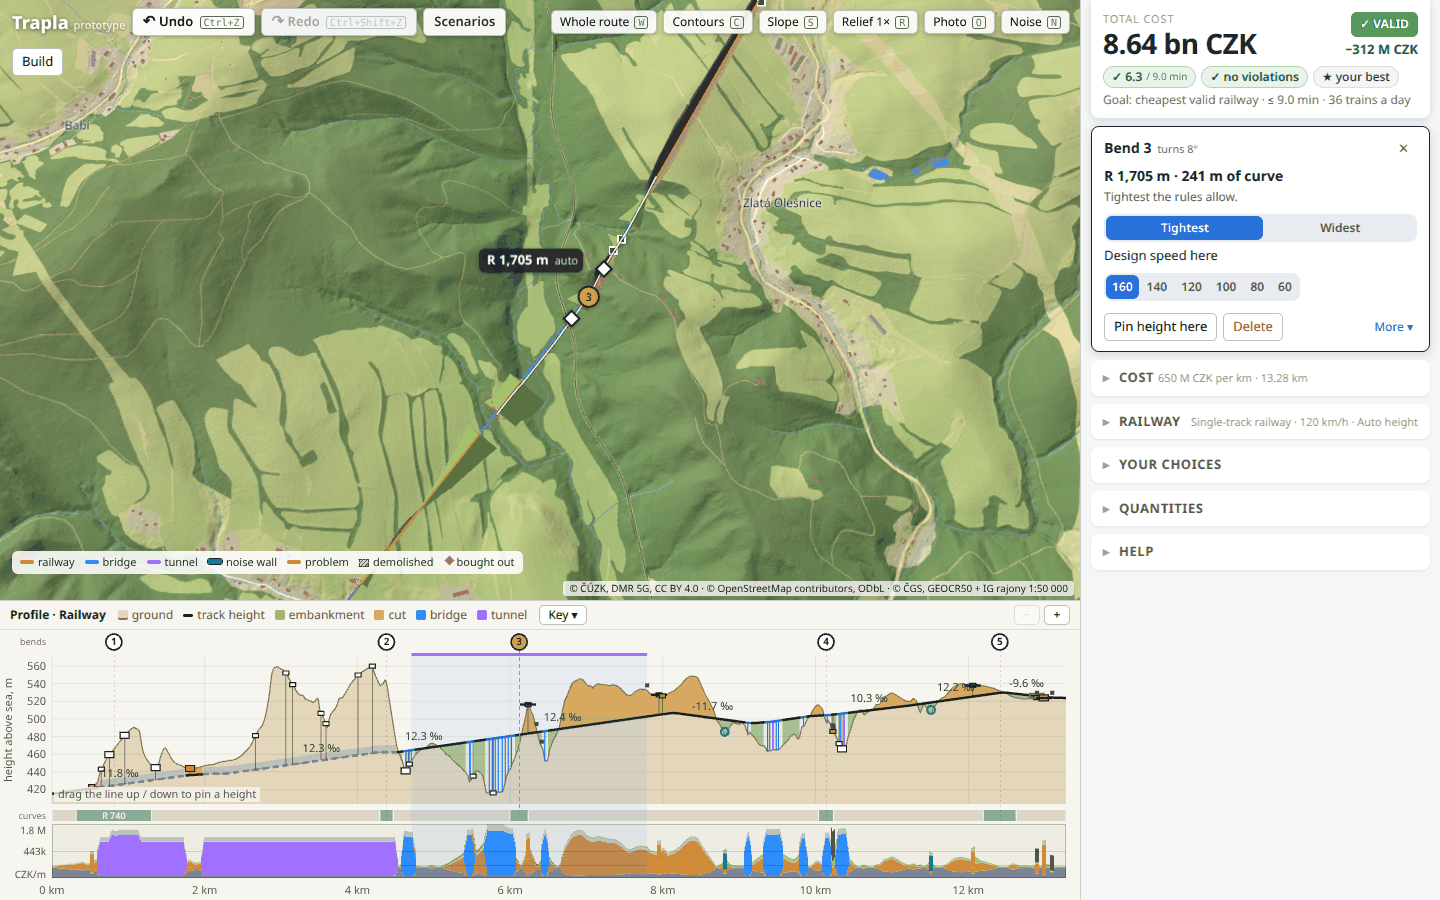 Trapla prototype
↶ Undo Ctrl+Z
↷ Redo Ctrl+Shift+Z
Scenarios
Whole route W
Contours C
Slope S
Relief 1× R
Photo O
Noise N
Build
Babí
Zlatá Olešnice
R 1,705 m auto
3
railway
bridge
tunnel
noise wall
problem
demolished
bought out
© ČÚZK, DMR 5G, CC BY 4.0 · © OpenStreetMap contributors, ODbL · © ČGS, GEOCR50 + IG rajony 1:50 000
TOTAL COST
✓ VALID
8.64 bn CZK
−312 M CZK
✓ 6.3 / 9.0 min
✓ no violations
★ your best
Goal: cheapest valid railway · ≤ 9.0 min · 36 trains a day
Bend 3 turns 8°
×
R 1,705 m · 241 m of curve
Tightest the rules allow.
Tightest
Widest
Design speed here
160 140 120 100 80 60
Pin height here
Delete
More ▾
▸ COST 650 M CZK per km · 13.28 km
▸ RAILWAY Single-track railway · 120 km/h · Auto height
▸ YOUR CHOICES
▸ QUANTITIES
▸ HELP
Profile · Railway
ground
track height
embankment
cut
bridge
tunnel
Key ▾
−
+
bends
1 2 3 4 5
height above sea, m
560
540
520
500
480
460
440
420
11.8 ‰
12.3 ‰
12.3 ‰
12.4 ‰
-11.7 ‰
10.3 ‰
12.2 ‰
-9.6 ‰
drag the line up / down to pin a height
curves
R 740
1.8 M
443k
CZK/m
0 km 2 km 4 km 6 km 8 km 10 km 12 km